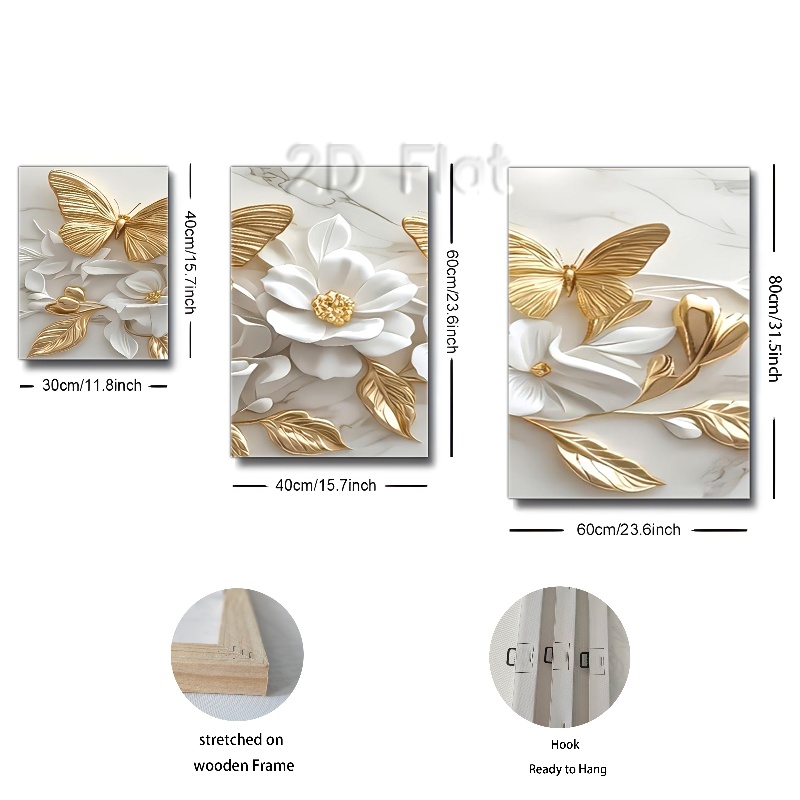 2D Flat
40cm/15.7inch
30cm/11.8inch
60cm/23.6inch
40cm/15.7inch
80cm/31.5inch
60cm/23.6inch
stretched on
wooden Frame
Hook
Ready to Hang